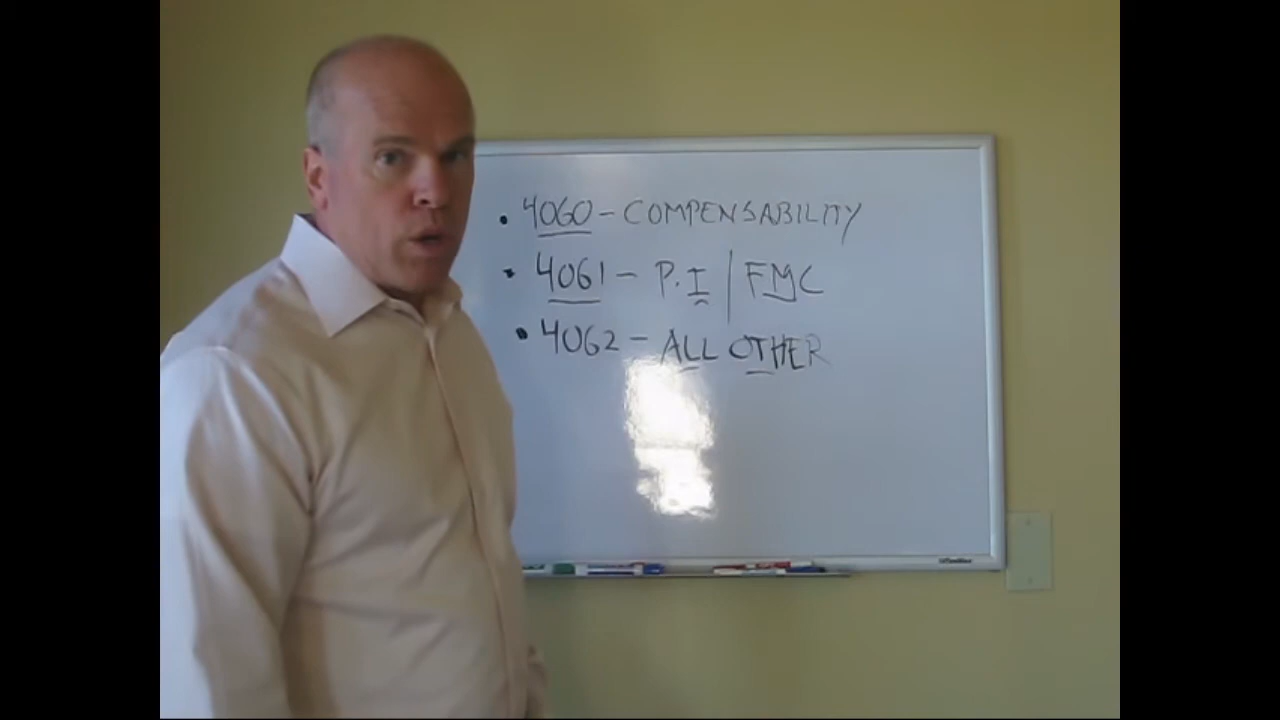 • 4060 - COMPENSABILITY
• 4061 - P.I / FMC
• 4062 - ALL OTHER